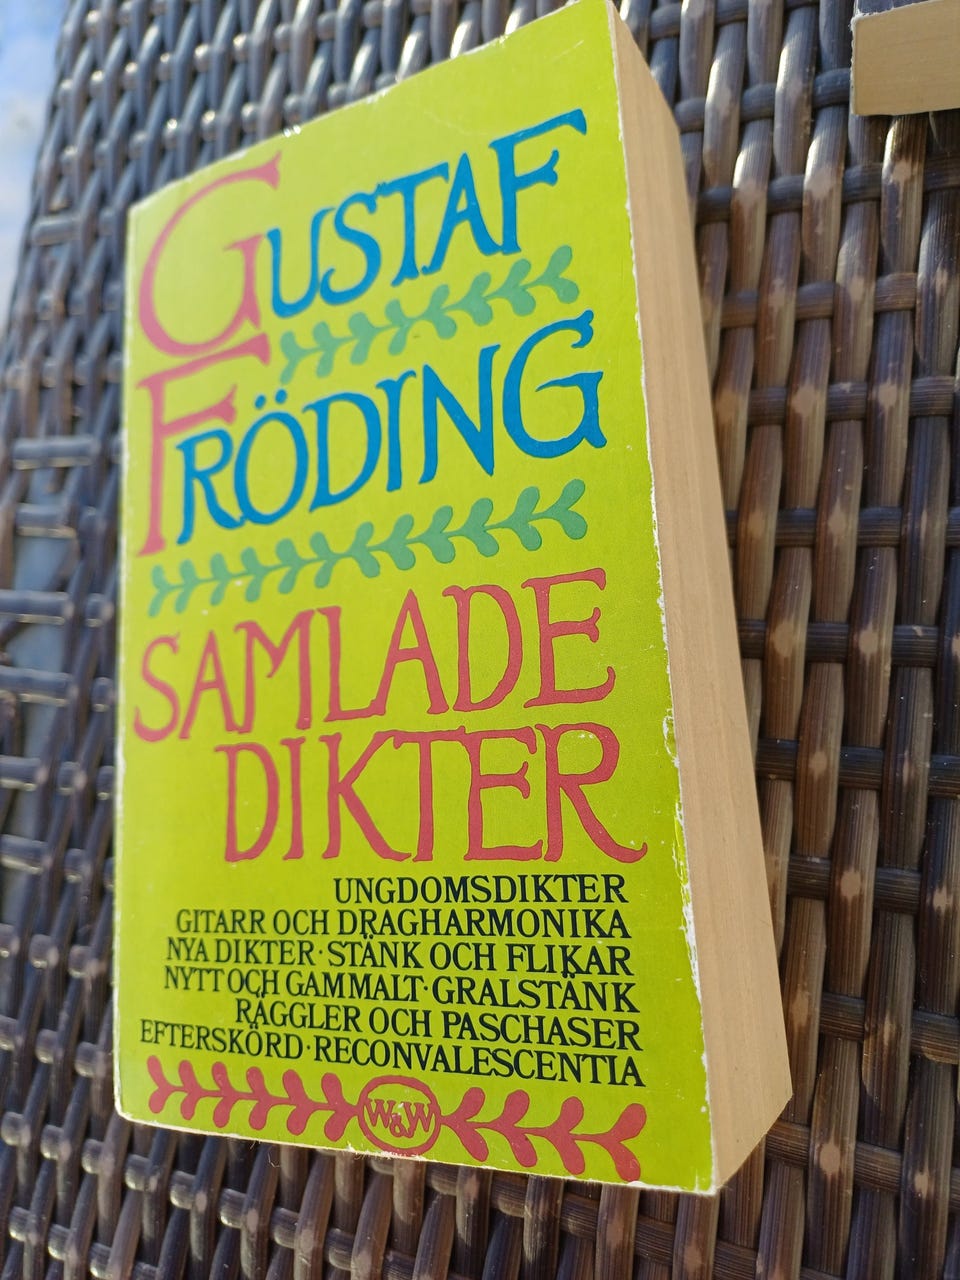 GUSTAF
FRÖDING
SAMLADE
DIKTER
UNGDOMSDIKTER
GITARR OCH DRAGHARMONIKA
NYA DIKTER · STÄNK OCH FLIKAR
NYTT OCH GAMMALT · GRALSTÄNK
RÄGGLER OCH PASCHASER
EFTERSKÖRD · RECONVALESCENTIA
W&W